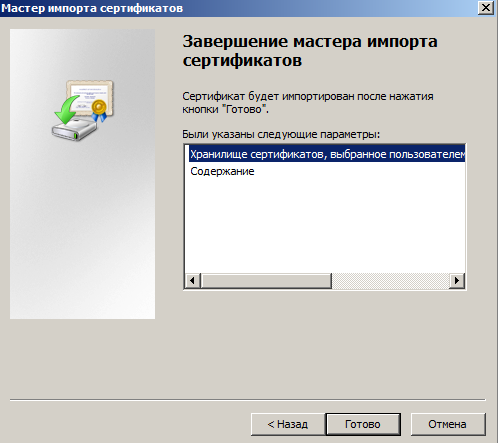 Мастер импорта сертификатов
Завершение мастера импорта
сертификатов
Сертификат будет импортирован после нажатия
кнопки "Готово".
Были указаны следующие параметры:
Хранилище сертификатов, выбранное пользователем
Содержание
< Назад
Готово
Отмена